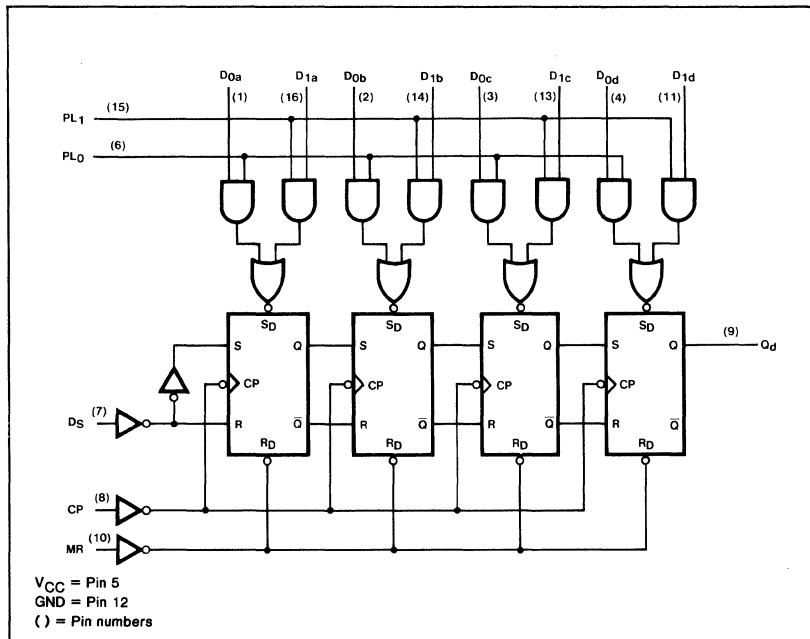 D0a D1a D0b D1b D0c D1c D0d D1d
(1) (16) (2) (14) (3) (13) (4) (11)
PL1 (15)
PL0 (6)
SD SD SD SD
S Q S Q S Q S Q (9) Qd
CP CP CP CP
DS (7) R Q̅ R Q̅ R Q̅ R Q̅
RD RD RD RD
CP (8)
MR (10)
VCC = Pin 5
GND = Pin 12
( ) = Pin numbers